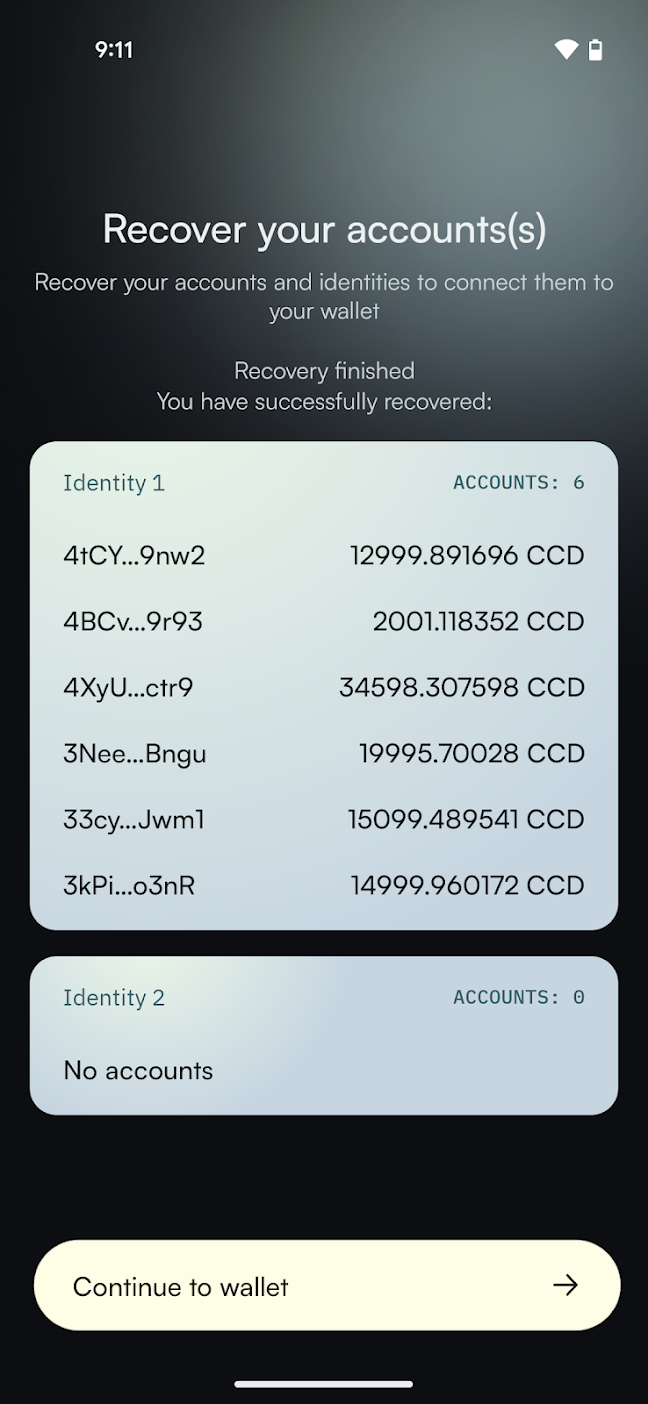 9:11
Recover your accounts(s)
Recover your accounts and identities to connect them to
your wallet
Recovery finished
You have successfully recovered:
Identity 1 ACCOUNTS: 6
4tCY...9nw2 12999.891696 CCD
4BCv...9r93 2001.118352 CCD
4XyU...ctr9 34598.307598 CCD
3Nee...Bngu 19995.70028 CCD
33cy...Jwm1 15099.489541 CCD
3kPi...o3nR 14999.960172 CCD
Identity 2 ACCOUNTS: 0
No accounts
Continue to wallet